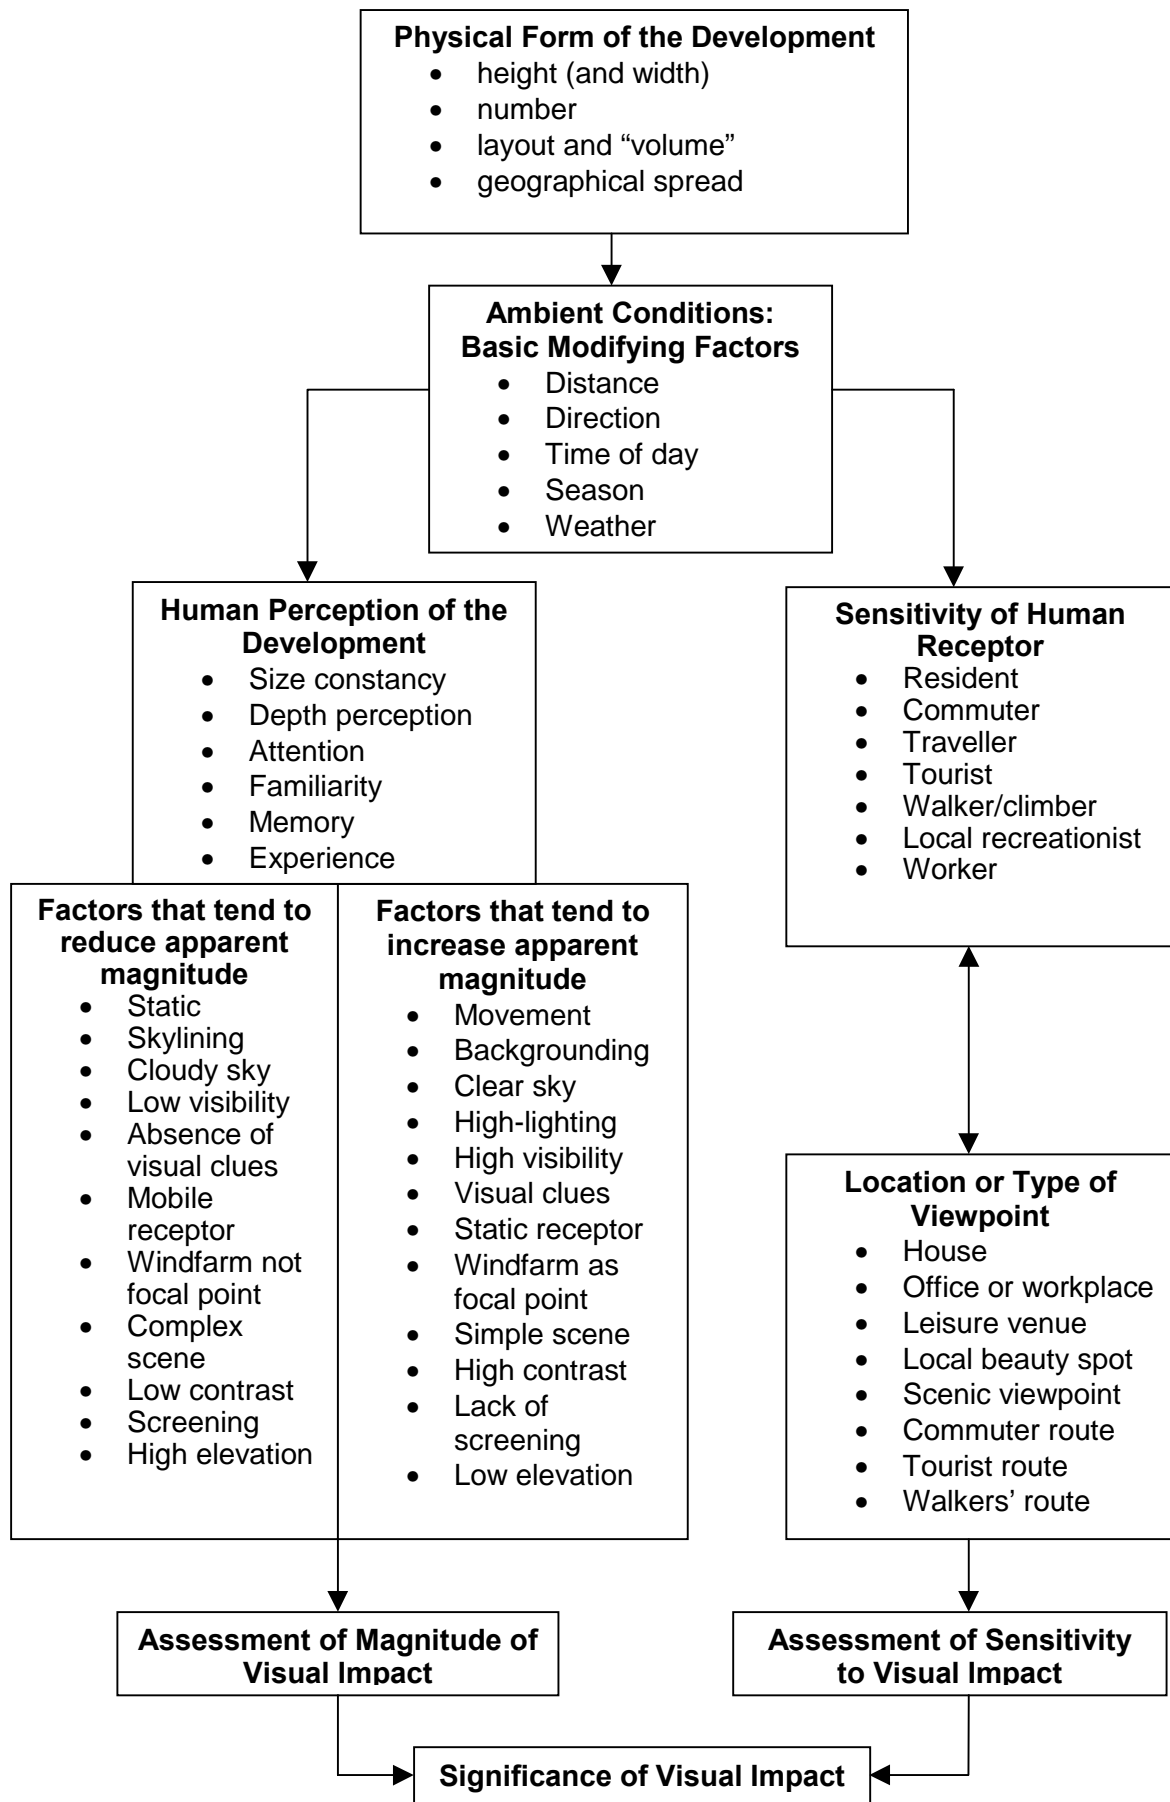 Physical Form of the Development
• height (and width)
• number
• layout and “volume”
• geographical spread
Ambient Conditions:
Basic Modifying Factors
• Distance
• Direction
• Time of day
• Season
• Weather
Human Perception of the
Development
• Size constancy
• Depth perception
• Attention
• Familiarity
• Memory
• Experience
Factors that tend to
reduce apparent
magnitude
• Static
• Skylining
• Cloudy sky
• Low visibility
• Absence of
visual clues
• Mobile
receptor
• Windfarm not
focal point
• Complex
scene
• Low contrast
• Screening
• High elevation
Factors that tend to
increase apparent
magnitude
• Movement
• Backgrounding
• Clear sky
• High-lighting
• High visibility
• Visual clues
• Static receptor
• Windfarm as
focal point
• Simple scene
• High contrast
• Lack of
screening
• Low elevation
Sensitivity of Human
Receptor
• Resident
• Commuter
• Traveller
• Tourist
• Walker/climber
• Local recreationist
• Worker
Location or Type of
Viewpoint
• House
• Office or workplace
• Leisure venue
• Local beauty spot
• Scenic viewpoint
• Commuter route
• Tourist route
• Walkers’ route
Assessment of Magnitude of
Visual Impact
Assessment of Sensitivity
to Visual Impact
Significance of Visual Impact